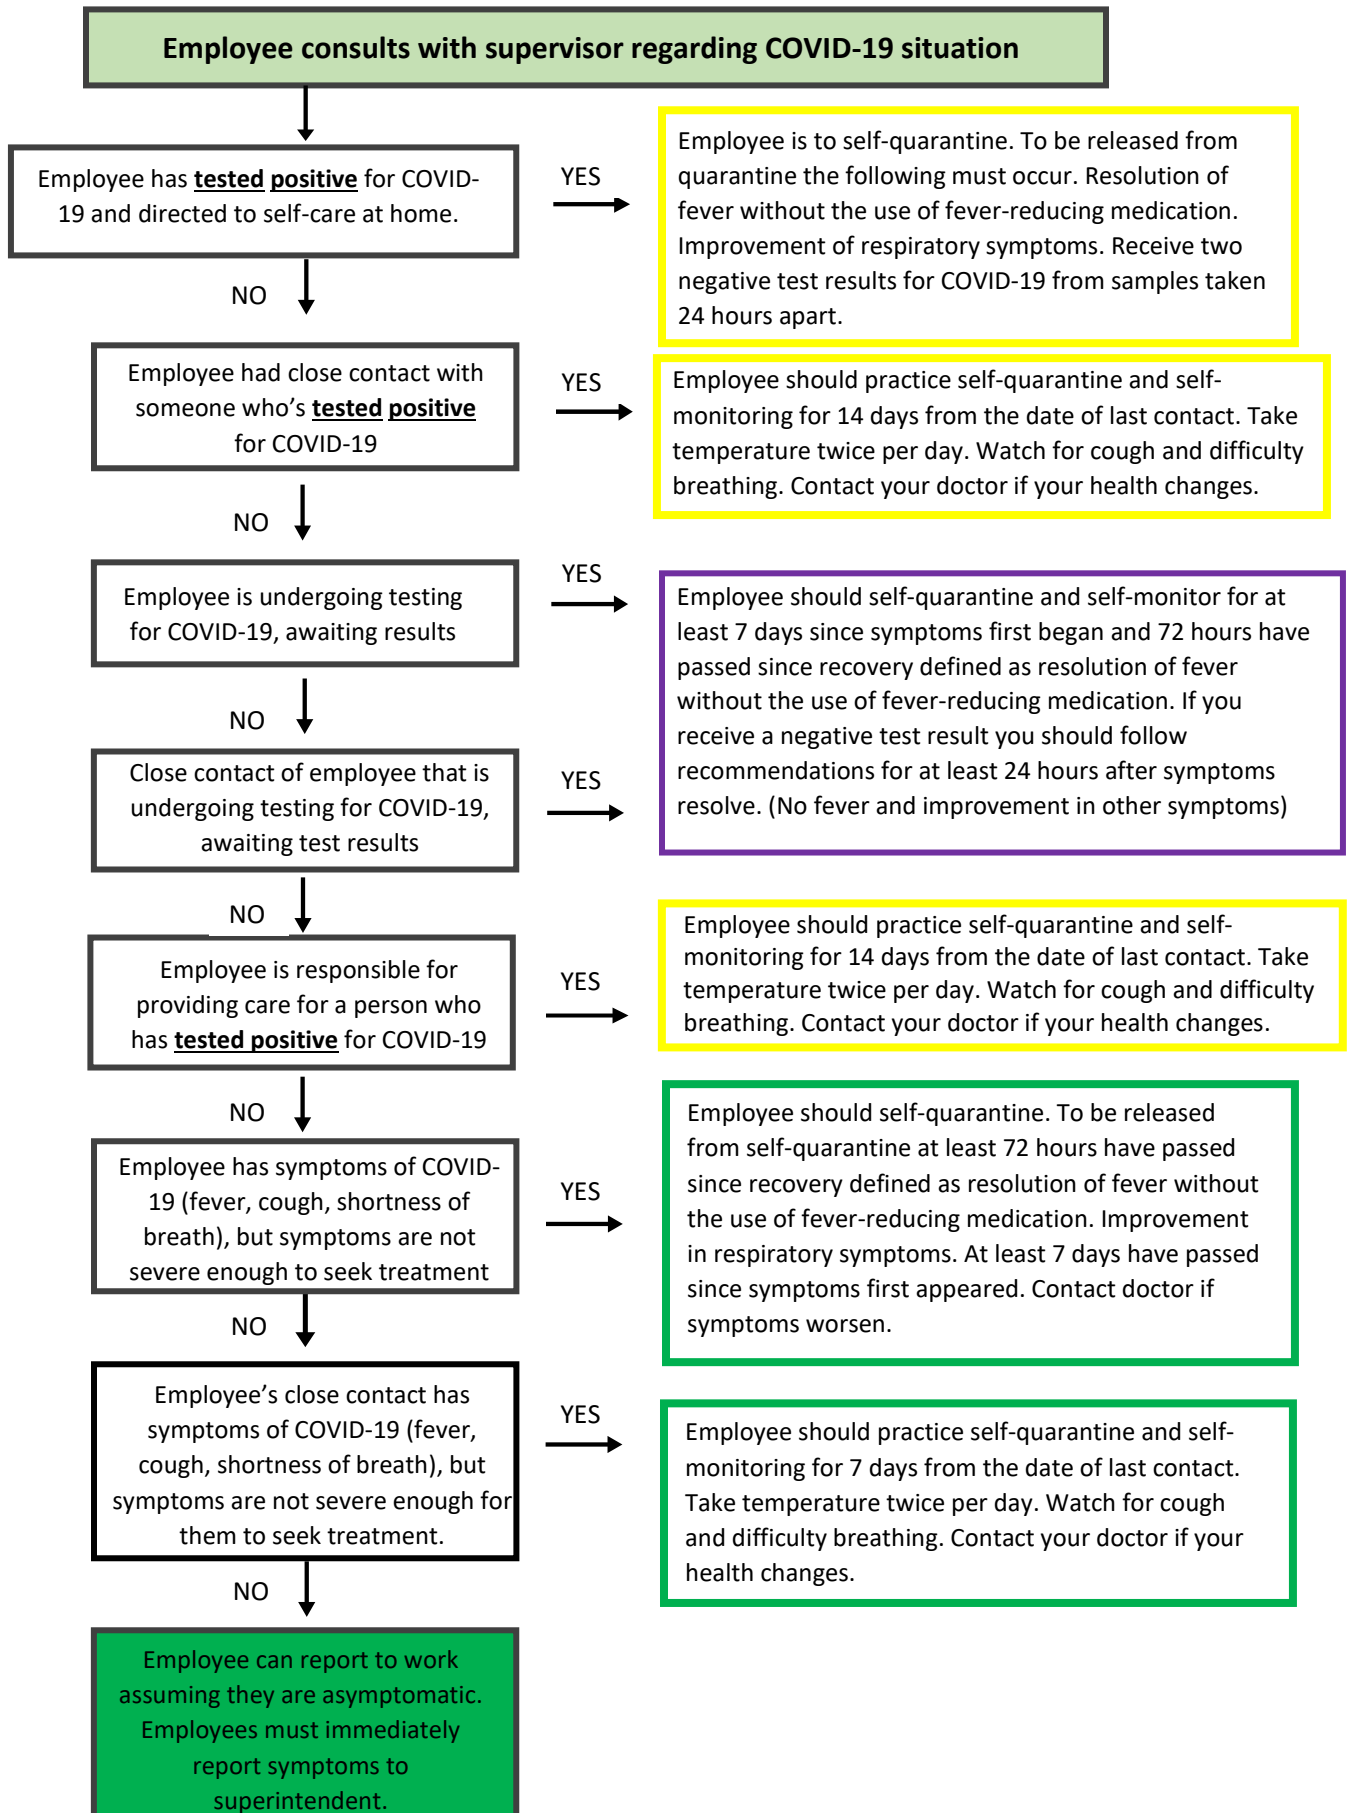 Employee consults with supervisor regarding COVID-19 situation
Employee has tested positive for COVID-
19 and directed to self-care at home.
YES
Employee is to self-quarantine. To be released from
quarantine the following must occur. Resolution of
fever without the use of fever-reducing medication.
Improvement of respiratory symptoms. Receive two
negative test results for COVID-19 from samples taken
24 hours apart.
NO
Employee had close contact with
someone who's tested positive
for COVID-19
YES
Employee should practice self-quarantine and self-
monitoring for 14 days from the date of last contact. Take
temperature twice per day. Watch for cough and difficulty
breathing. Contact your doctor if your health changes.
NO
Employee is undergoing testing
for COVID-19, awaiting results
YES
Employee should self-quarantine and self-monitor for at
least 7 days since symptoms first began and 72 hours have
passed since recovery defined as resolution of fever
without the use of fever-reducing medication. If you
receive a negative test result you should follow
recommendations for at least 24 hours after symptoms
resolve. (No fever and improvement in other symptoms)
NO
Close contact of employee that is
undergoing testing for COVID-19,
awaiting test results
YES
NO
Employee is responsible for
providing care for a person who
has tested positive for COVID-19
YES
Employee should practice self-quarantine and self-
monitoring for 14 days from the date of last contact. Take
temperature twice per day. Watch for cough and difficulty
breathing. Contact your doctor if your health changes.
NO
Employee has symptoms of COVID-
19 (fever, cough, shortness of
breath), but symptoms are not
severe enough to seek treatment
YES
Employee should self-quarantine. To be released
from self-quarantine at least 72 hours have passed
since recovery defined as resolution of fever without
the use of fever-reducing medication. Improvement
in respiratory symptoms. At least 7 days have passed
since symptoms first appeared. Contact doctor if
symptoms worsen.
NO
Employee's close contact has
symptoms of COVID-19 (fever,
cough, shortness of breath), but
symptoms are not severe enough for
them to seek treatment.
YES
Employee should practice self-quarantine and self-
monitoring for 7 days from the date of last contact.
Take temperature twice per day. Watch for cough
and difficulty breathing. Contact your doctor if your
health changes.
NO
Employee can report to work
assuming they are asymptomatic.
Employees must immediately
report symptoms to
superintendent.